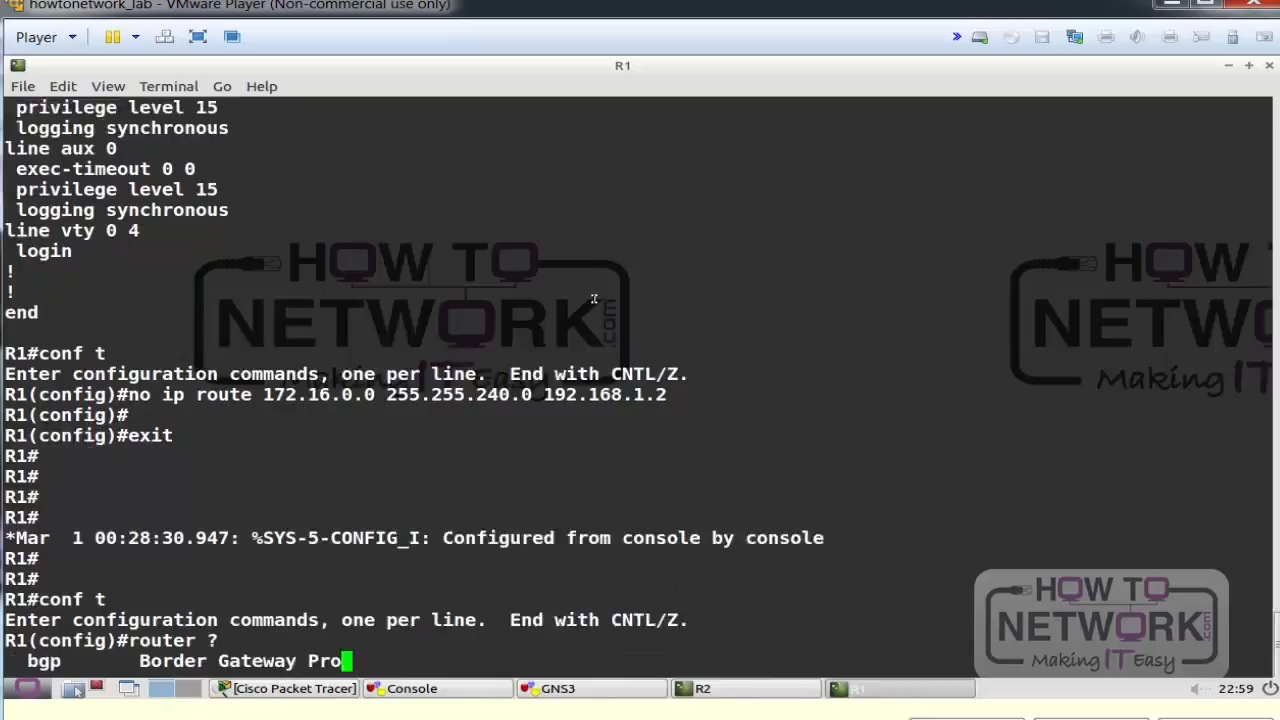 howtonetwork_lab - VMware Player (Non-commercial use only)
Player
R1
File Edit View Terminal Go Help
privilege level 15
logging synchronous
line aux 0
exec-timeout 0 0
privilege level 15
logging synchronous
line vty 0 4
login
!
!
end
R1#conf t
Enter configuration commands, one per line.  End with CNTL/Z.
R1(config)#no ip route 172.16.0.0 255.255.240.0 192.168.1.2
R1(config)#
R1(config)#exit
R1#
R1#
R1#
R1#
*Mar  1 00:28:30.947: %SYS-5-CONFIG_I: Configured from console by console
R1#
R1#
R1#conf t
Enter configuration commands, one per line.  End with CNTL/Z.
R1(config)#router ?
bgp       Border Gateway Pro
HOW TO
NETWORK.com
Making IT Easy
HOW TO
NETWORK
Making IT
HOW TO
NETWORK.com
Making IT Easy
[Cisco Packet Tracer] Console GNS3 R2 R1 22:59